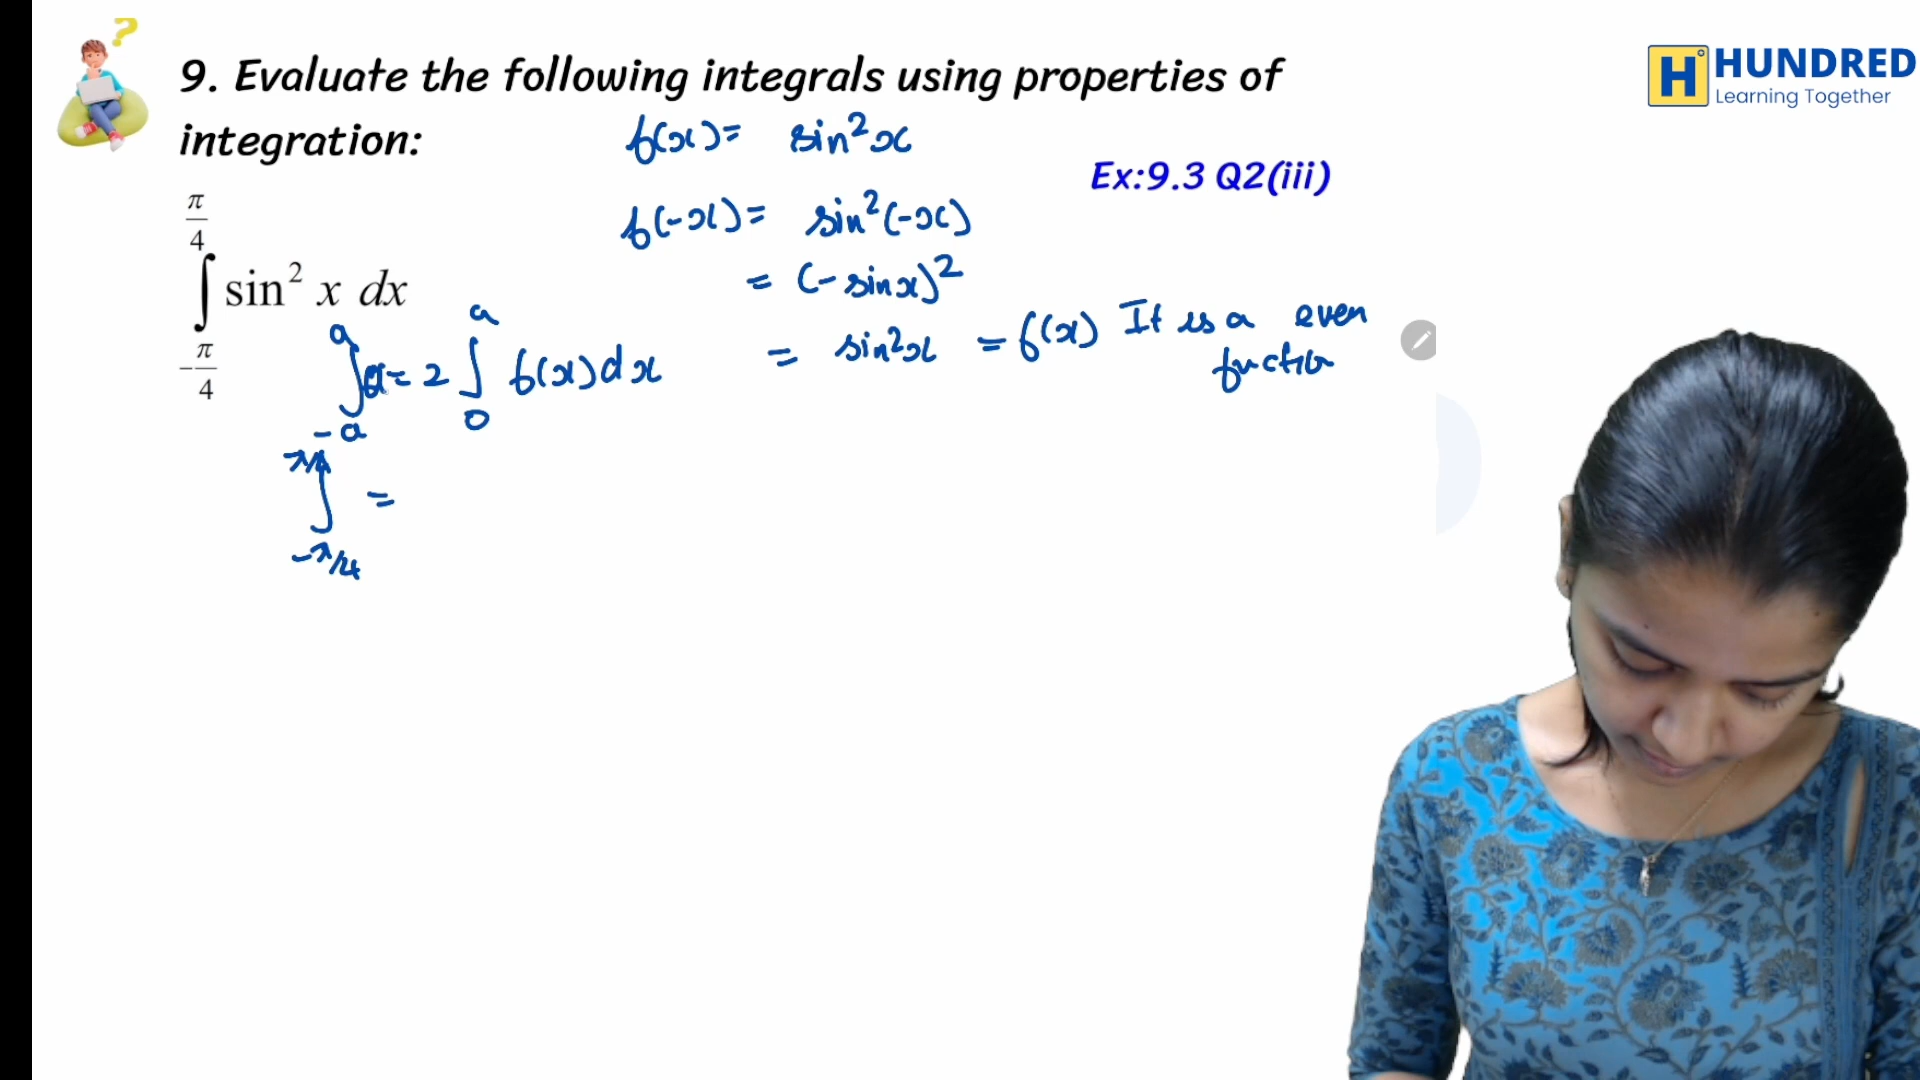 9. Evaluate the following integrals using properties of
integration:
HUNDRED
Learning Together
f(x) = sin²x
Ex:9.3 Q2(iii)
f(-x) = sin²(-x)
= (-sinx)²
= sin²x = f(x) It is a even
function
∫_{-π/4}^{π/4} sin² x dx
∫_{-a}^{a} = 2 ∫_{0}^{a} f(x) dx
∫_{-π/4}^{π/4} =